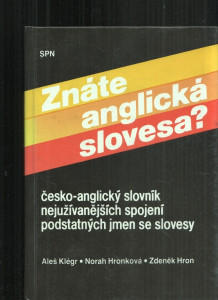 SPN
Znáte
anglická
slovesa?
česko-anglický slovník
nejužívanějších spojení
podstatných jmen se slovesy
Aleš Klégr • Norah Hronková • Zdeněk Hron